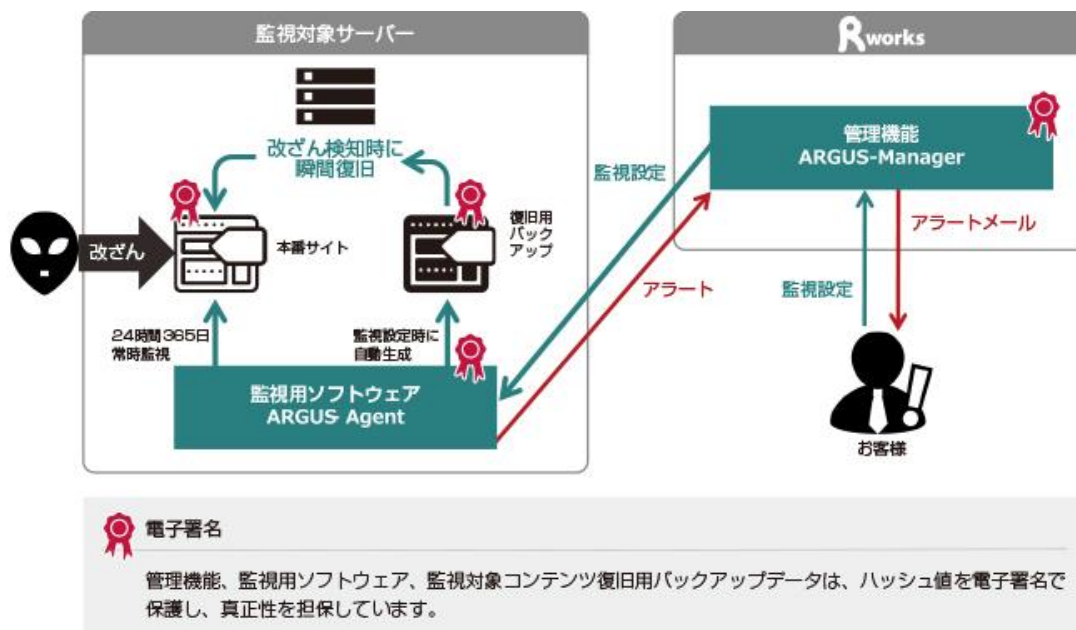 監視対象サーバー
Rworks
改ざん検知時に
瞬間復旧
管理機能
ARGUS-Manager
監視設定
復旧用
バック
アップ
改ざん
本番サイト
アラートメール
アラート
監視設定
24時間365日
常時監視
監視設定時に
自動生成
監視用ソフトウェア
ARGUS Agent
お客様
電子署名
管理機能、監視用ソフトウェア、監視対象コンテンツ復旧用バックアップデータは、ハッシュ値を電子署名で
保護し、真正性を担保しています。